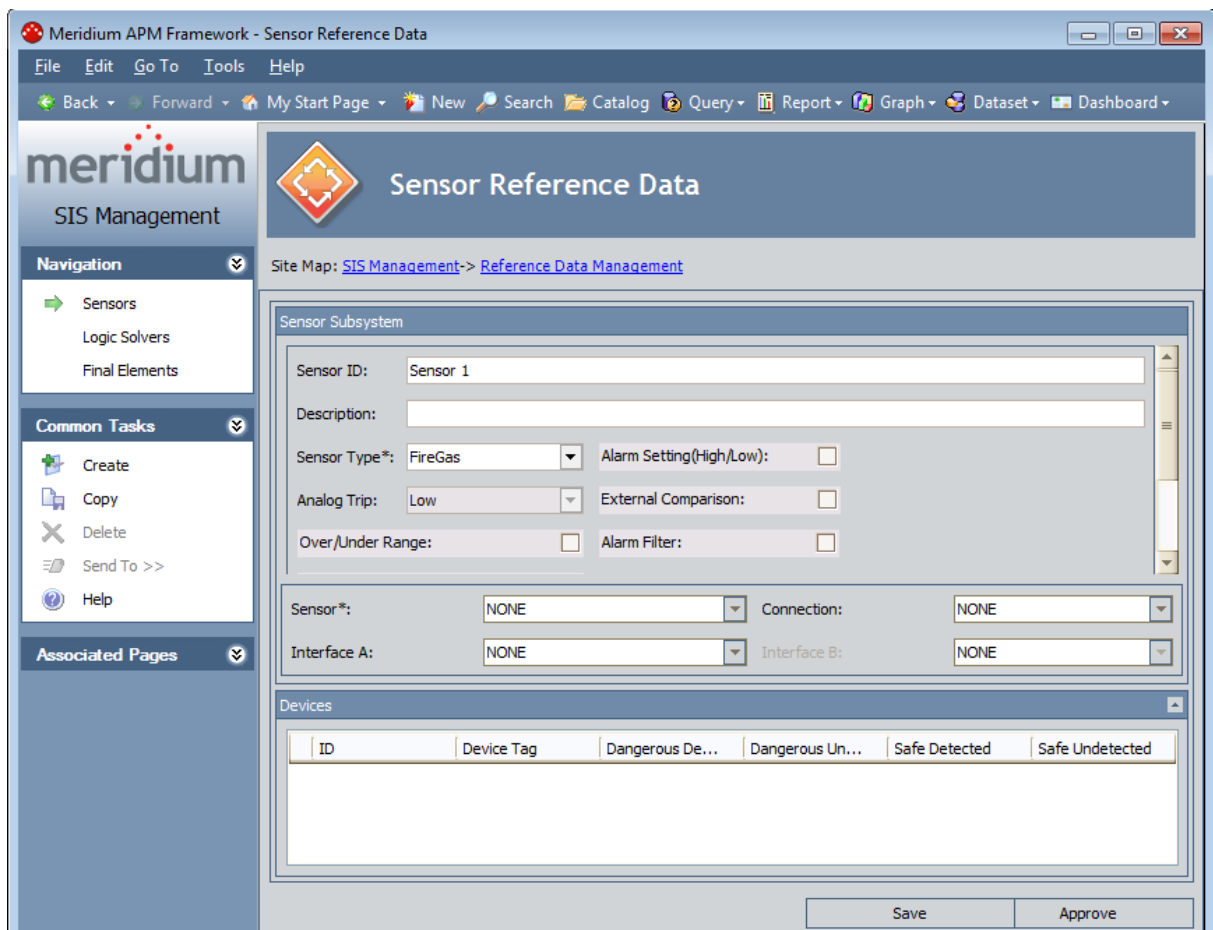 Meridium APM Framework - Sensor Reference Data
File Edit Go To Tools Help
Back Forward My Start Page New Search Catalog Query Report Graph Dataset Dashboard
meridium
SIS Management
Sensor Reference Data
Navigation
Sensors
Logic Solvers
Final Elements
Common Tasks
Create
Copy
Delete
Send To >>
Help
Associated Pages
Site Map: SIS Management-> Reference Data Management
Sensor Subsystem
Sensor ID: Sensor 1
Description:
Sensor Type*: FireGas Alarm Setting(High/Low):
Analog Trip: Low External Comparison:
Over/Under Range: Alarm Filter:
Sensor*: NONE Connection: NONE
Interface A: NONE Interface B: NONE
Devices
ID Device Tag Dangerous De... Dangerous Un... Safe Detected Safe Undetected
Save Approve